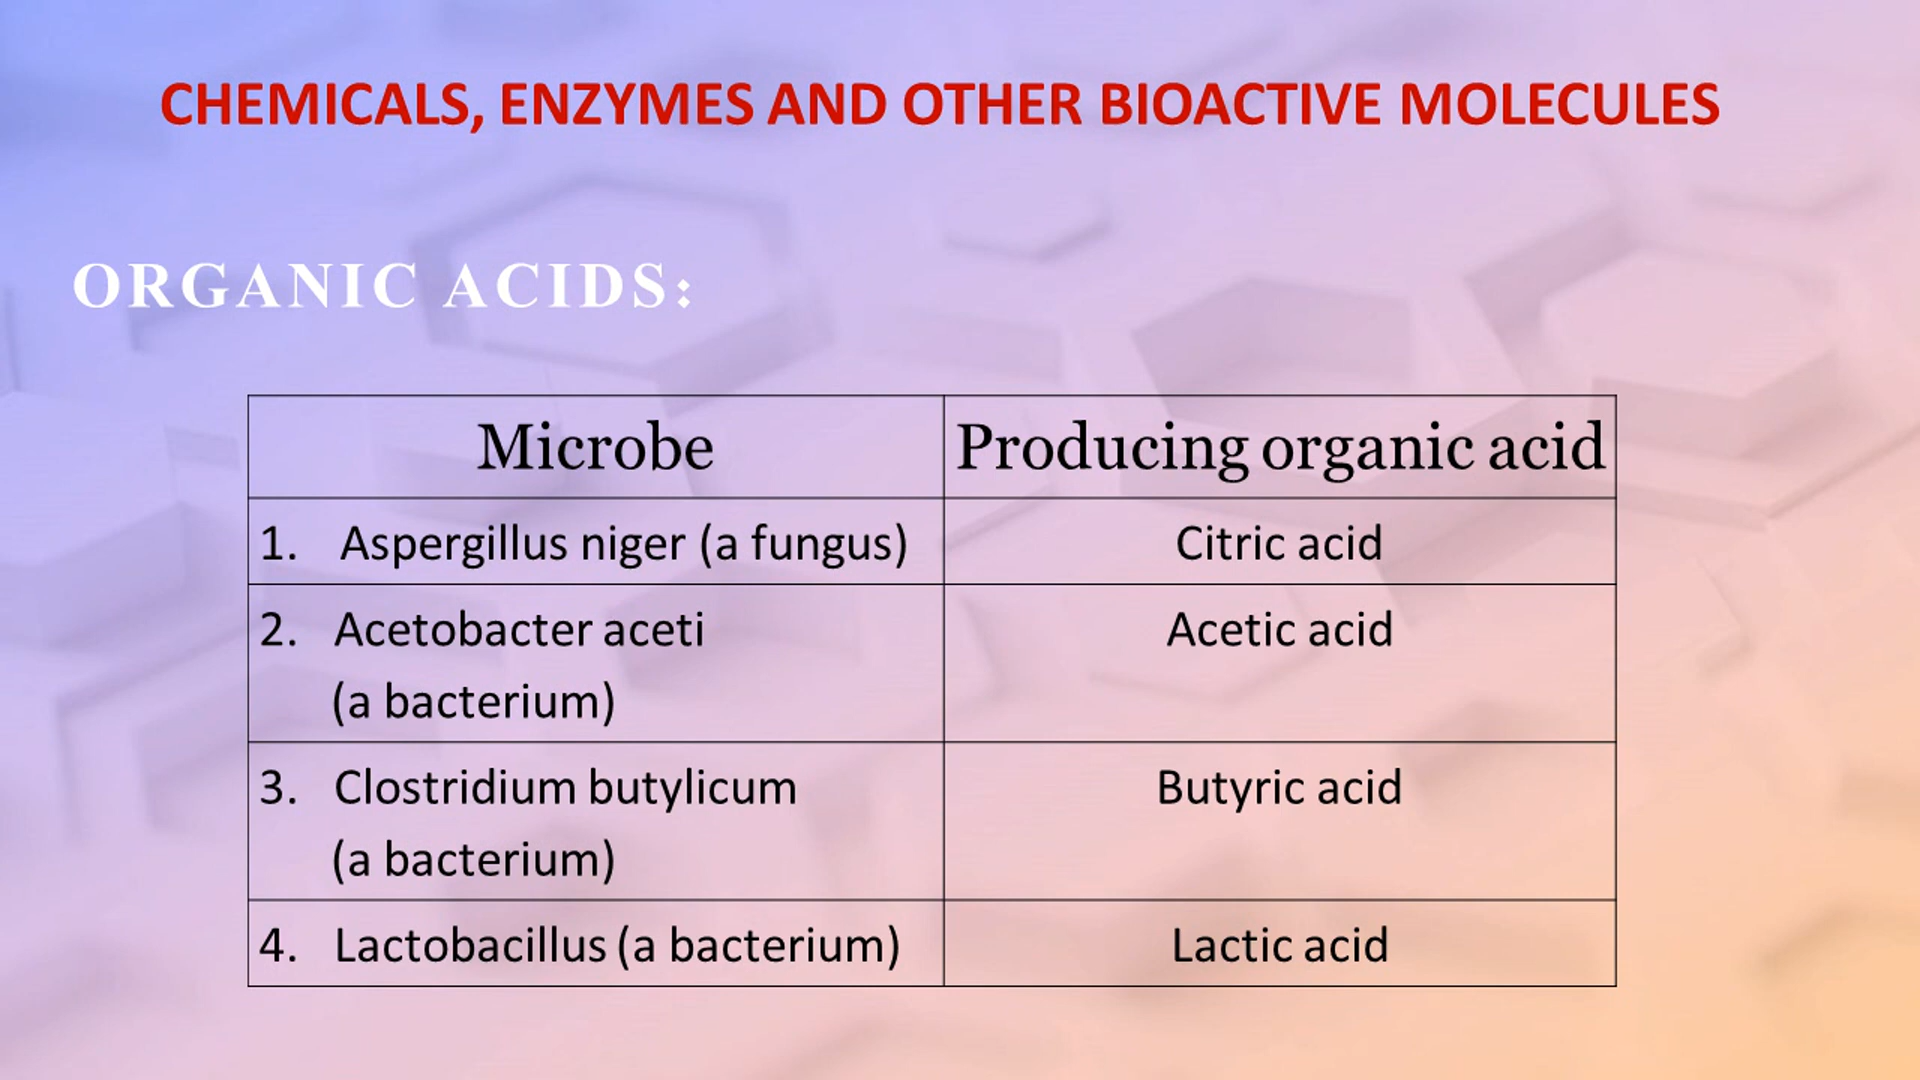 CHEMICALS, ENZYMES AND OTHER BIOACTIVE MOLECULES
ORGANIC ACIDS:
Microbe Producing organic acid
1. Aspergillus niger (a fungus) Citric acid
2. Acetobacter aceti Acetic acid
(a bacterium)
3. Clostridium butylicum Butyric acid
(a bacterium)
4. Lactobacillus (a bacterium) Lactic acid